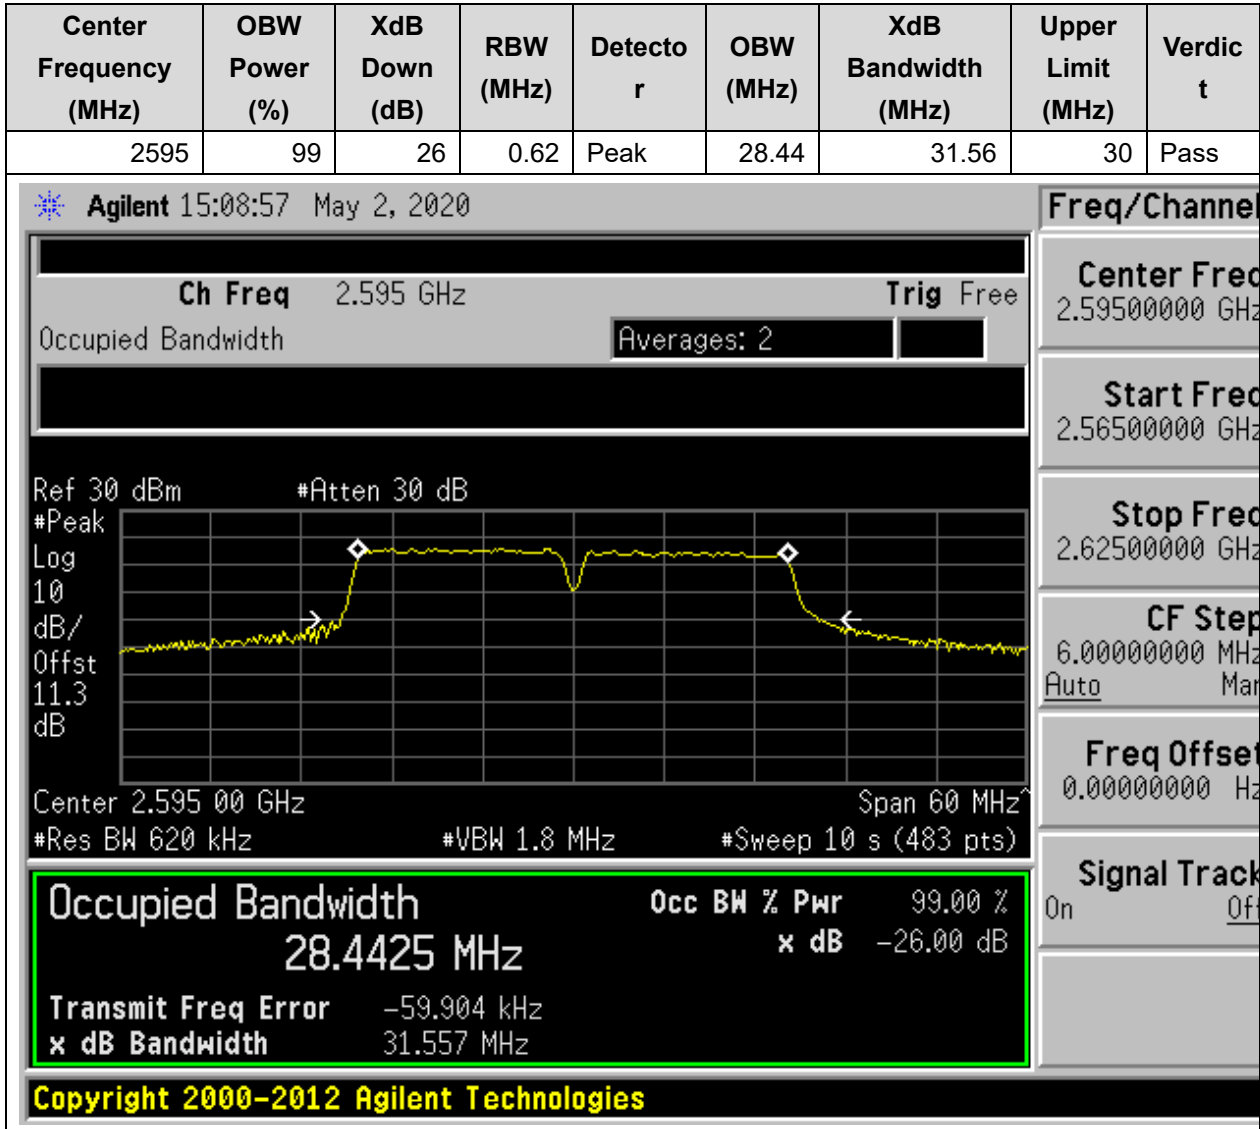 Center Frequency (MHz) OBW Power (%) XdB Down (dB) RBW (MHz) Detecto r OBW (MHz) XdB Bandwidth (MHz) Upper Limit (MHz) Verdic t
2595 99 26 0.62 Peak 28.44 31.56 30 Pass
Agilent 15:08:57 May 2, 2020
Freq/Channel
Ch Freq 2.595 GHz Trig Free
Occupied Bandwidth Averages: 2
Center Freq
2.59500000 GHz
Start Freq
2.56500000 GHz
Stop Freq
2.62500000 GHz
CF Step
6.00000000 MHz
Auto Man
Freq Offset
0.00000000 Hz
Signal Track
On Off
Ref 30 dBm #Atten 30 dB
#Peak
Log
10
dB/
Offst
11.3
dB
Center 2.595 00 GHz Span 60 MHz^
#Res BW 620 kHz #VBW 1.8 MHz #Sweep 10 s (483 pts)
Occupied Bandwidth Occ BW % Pwr 99.00 %
28.4425 MHz x dB -26.00 dB
Transmit Freq Error -59.904 kHz
x dB Bandwidth 31.557 MHz
Copyright 2000-2012 Agilent Technologies